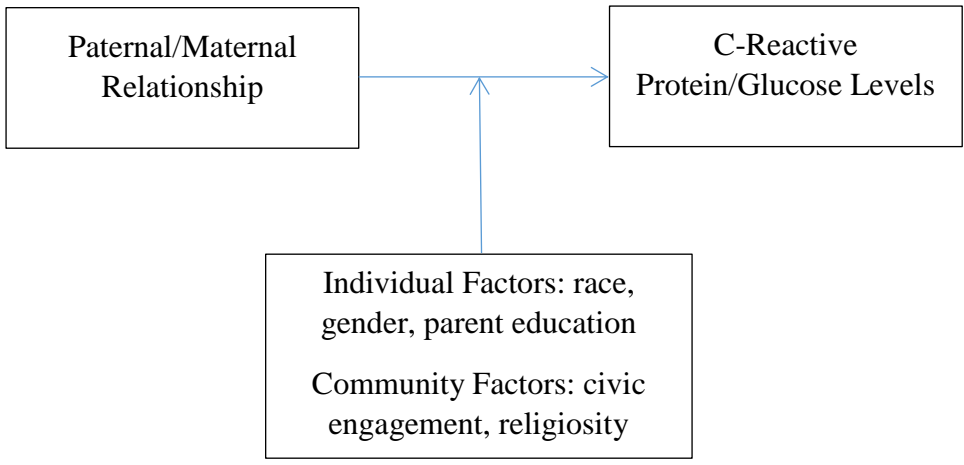 Paternal/Maternal
Relationship
C-Reactive
Protein/Glucose Levels
Individual Factors: race,
gender, parent education
Community Factors: civic
engagement, religiosity